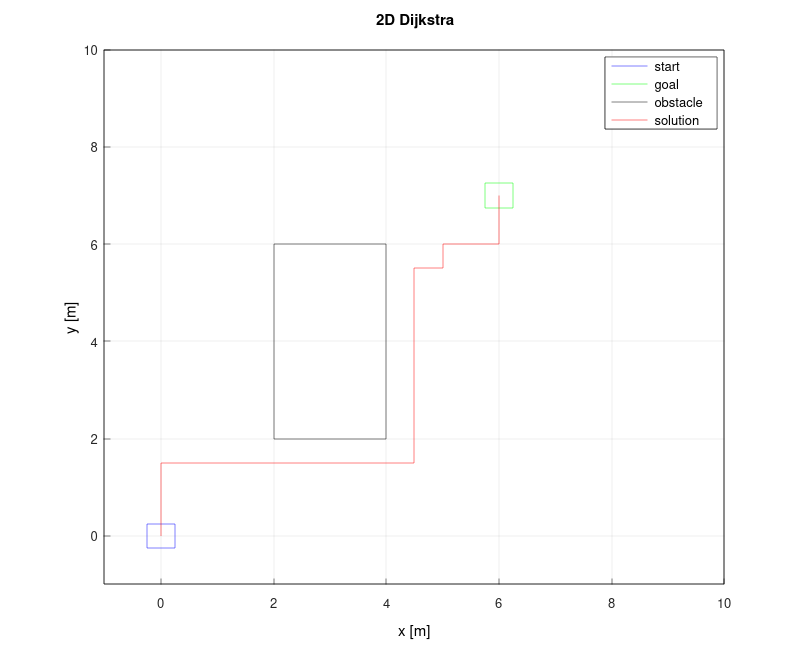 2D Dijkstra
start
goal
obstacle
solution
10
8
6
4
2
0
y [m]
0 2 4 6 8 10
x [m]